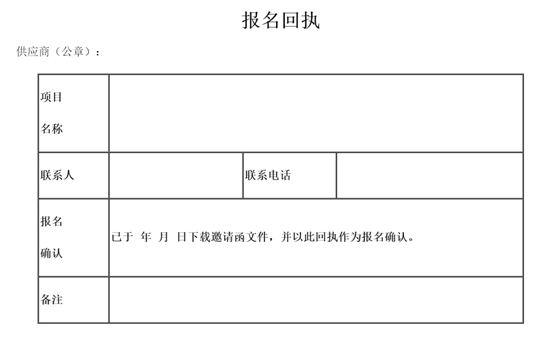 报名回执
供应商（公章）：
项目
名称
联系人
联系电话
报名
确认
已于 年 月 日下载邀请函文件，并以此回执作为报名确认。
备注